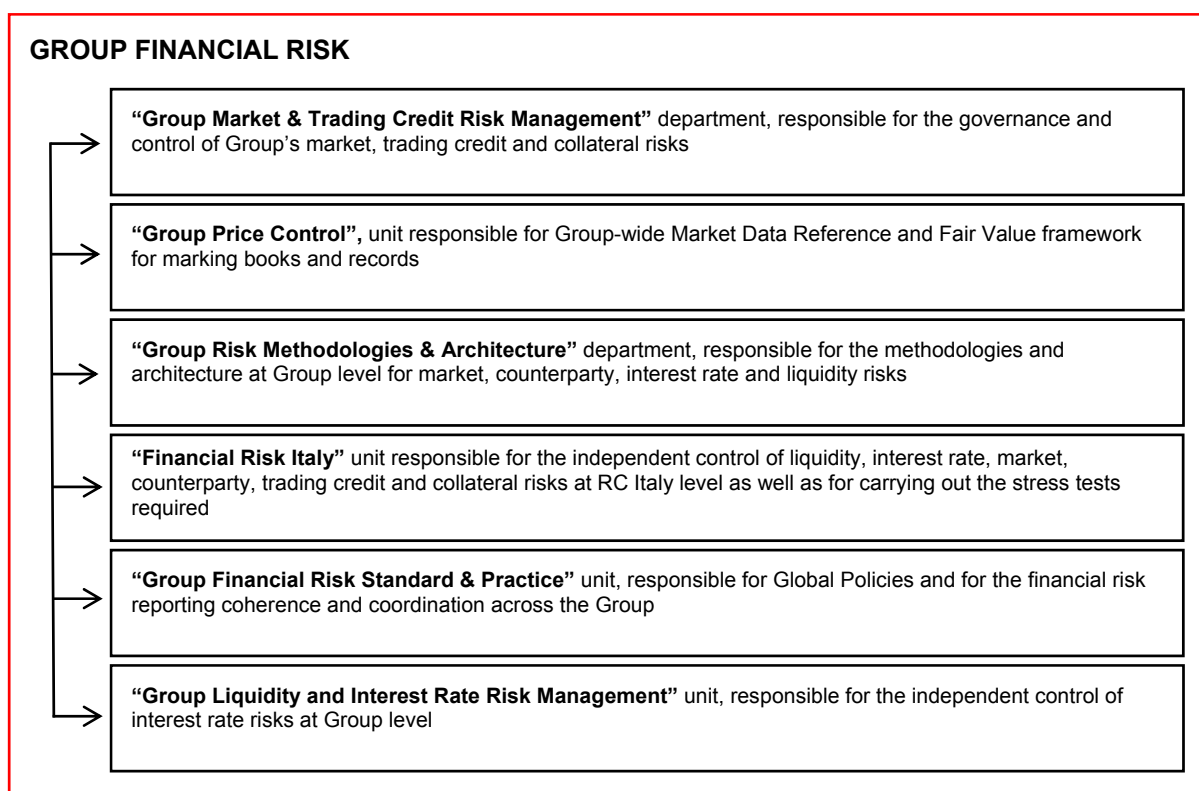 GROUP FINANCIAL RISK
“Group Market & Trading Credit Risk Management” department, responsible for the governance and
control of Group’s market, trading credit and collateral risks
“Group Price Control”, unit responsible for Group-wide Market Data Reference and Fair Value framework
for marking books and records
“Group Risk Methodologies & Architecture” department, responsible for the methodologies and
architecture at Group level for market, counterparty, interest rate and liquidity risks
“Financial Risk Italy” unit responsible for the independent control of liquidity, interest rate, market,
counterparty, trading credit and collateral risks at RC Italy level as well as for carrying out the stress tests
required
“Group Financial Risk Standard & Practice” unit, responsible for Global Policies and for the financial risk
reporting coherence and coordination across the Group
“Group Liquidity and Interest Rate Risk Management” unit, responsible for the independent control of
interest rate risks at Group level